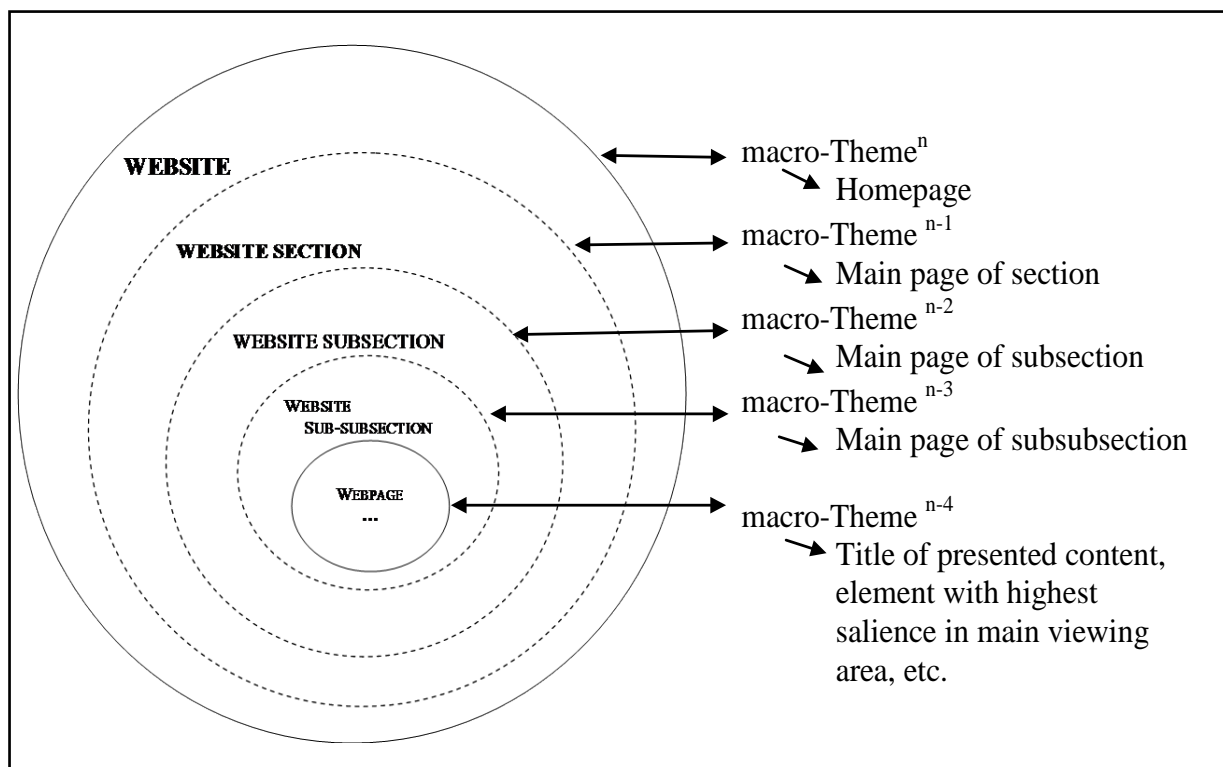 WEBSITE
WEBSITE SECTION
WEBSITE SUBSECTION
WEBSITE
SUB-SUBSECTION
WEBPAGE
...
macro-Theme^n
Homepage
macro-Theme ^n-1
Main page of section
macro-Theme ^n-2
Main page of subsection
macro-Theme ^n-3
Main page of subsubsection
macro-Theme ^n-4
Title of presented content,
element with highest
salience in main viewing
area, etc.